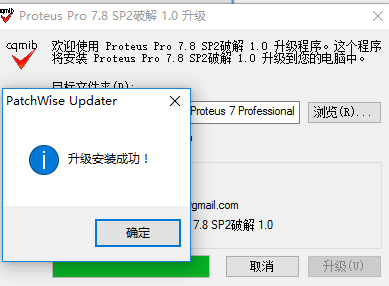 Proteus Pro 7.8 SP2破解 1.0 升级
cqmib
欢迎使用 Proteus Pro 7.8 SP2破解 1.0 升级程序。这个程序
将安装 Proteus Pro 7.8 SP2破解 1.0 升级到您的电脑中。
目标文件夹(D):
Proteus 7 Professional
浏览(R)...
PatchWise Updater
升级安装成功！
确定
@gmail.com
7.8 SP2破解 1.0
取消
升级(U)